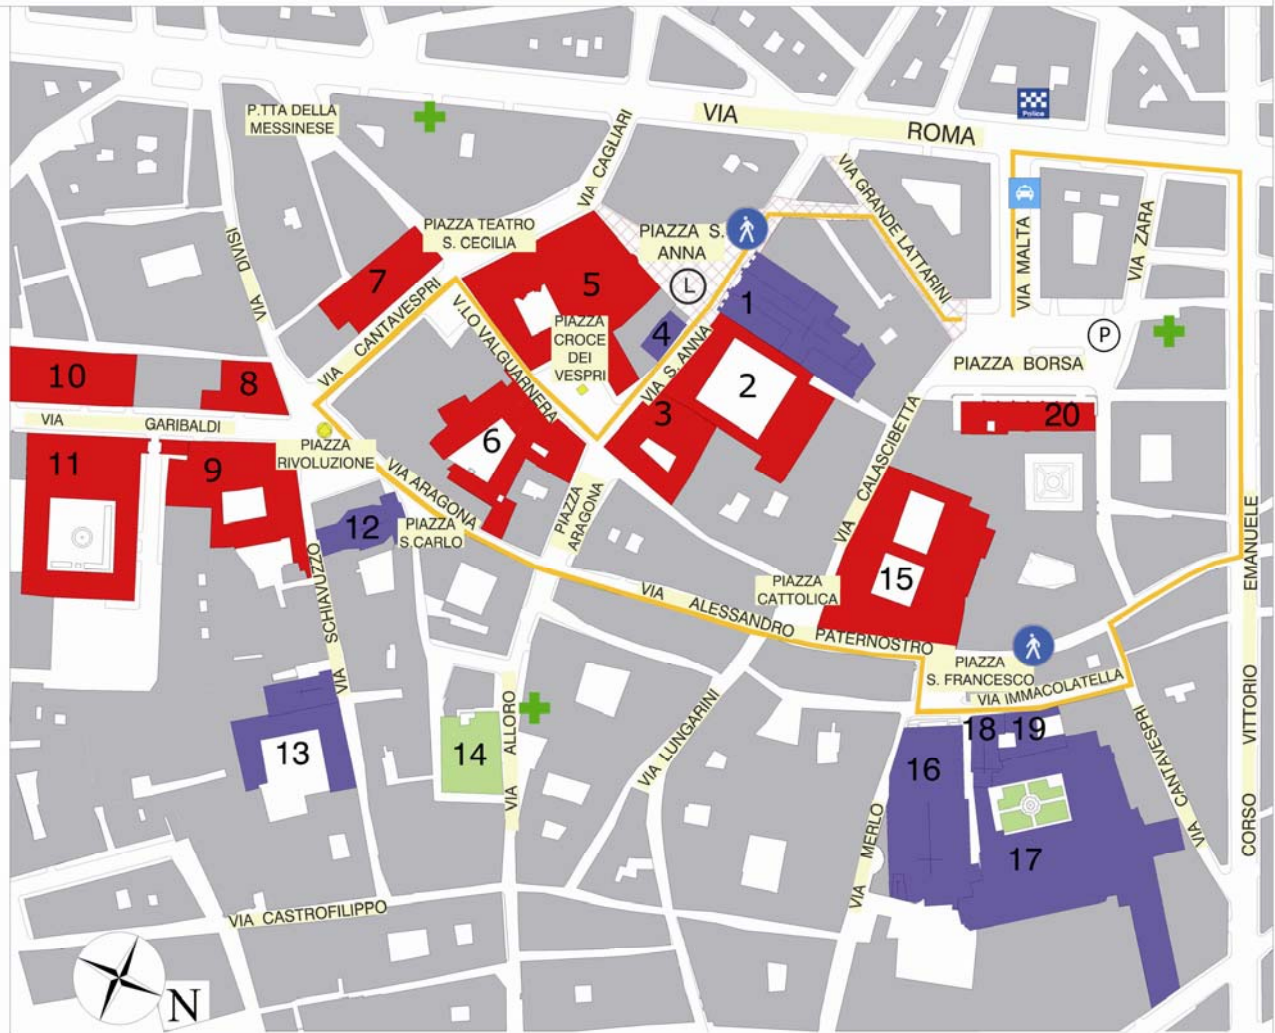 P.TTA DELLA
MESSINESE
VIA CAGLIARI
VIA
ROMA
Police
VIA GRANDE LATTARINI
VIA MALTA
VIA ZARA
VIA DIVISI
PIAZZA TEATRO
S. CECILIA
PIAZZA S.
ANNA
L
P
7
5
1
4
PIAZZA
CROCE
DEI
VESPRI
VIA CANTAVESPRI
V.LO VALGUARNERA
VIA S. ANNA
PIAZZA BORSA
10
8
2
3
20
VIA GARIBALDI
VIA CALASCIBETTA
6
11
9
PIAZZA
RIVOLUZIONE
VIA ARAGONA
PIAZZA
ARAGONA
12
PIAZZA
S.CARLO
15
VIA SCHIAVUZZO
PIAZZA
CATTOLICA
VIA ALESSANDRO PATERNOSTRO
PIAZZA
S. FRANCESCO
VIA IMMACOLATELLA
CORSO VITTORIO EMANUELE
13
14
VIA ALLORO
VIA LUNGARINI
16
18
19
17
VIA CANTAVESPRI
VIA MERLO
VIA CASTROFILIPPO
N